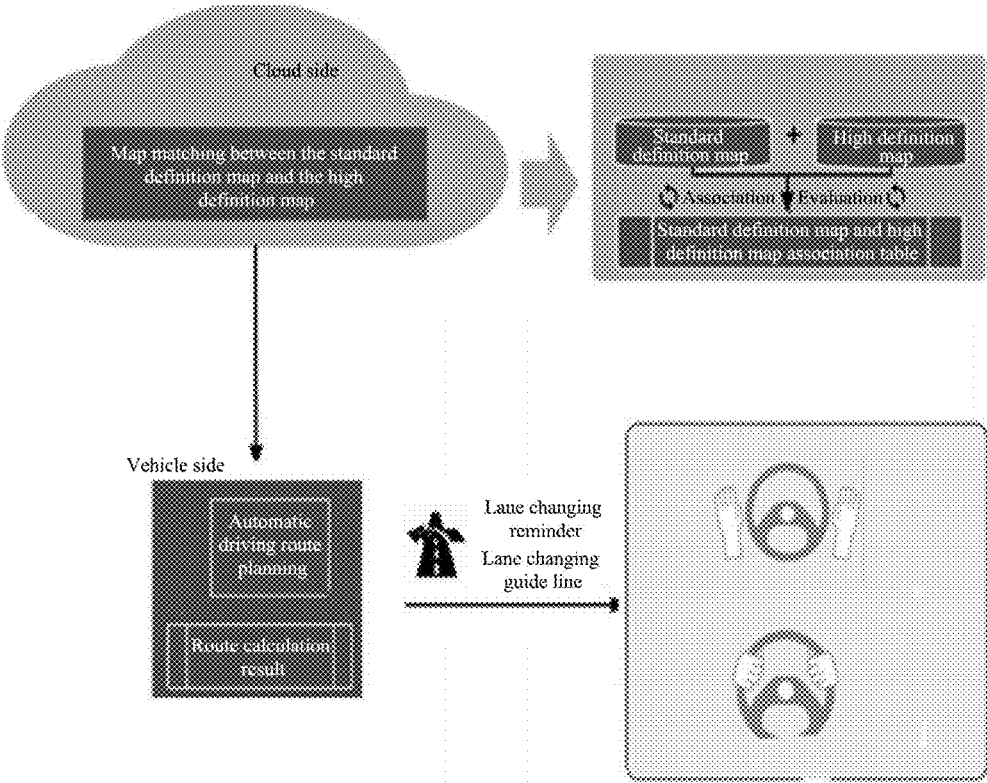 Cloud side
Map matching between the standard
definition map and the high
definition map
Standard
definition map
+
High definition
map
Association
Evaluation
Standard definition map and high
definition map association table
Vehicle side
Automatic
driving route
planning
Route calculation
result
Lane changing
reminder
Lane changing
guide line